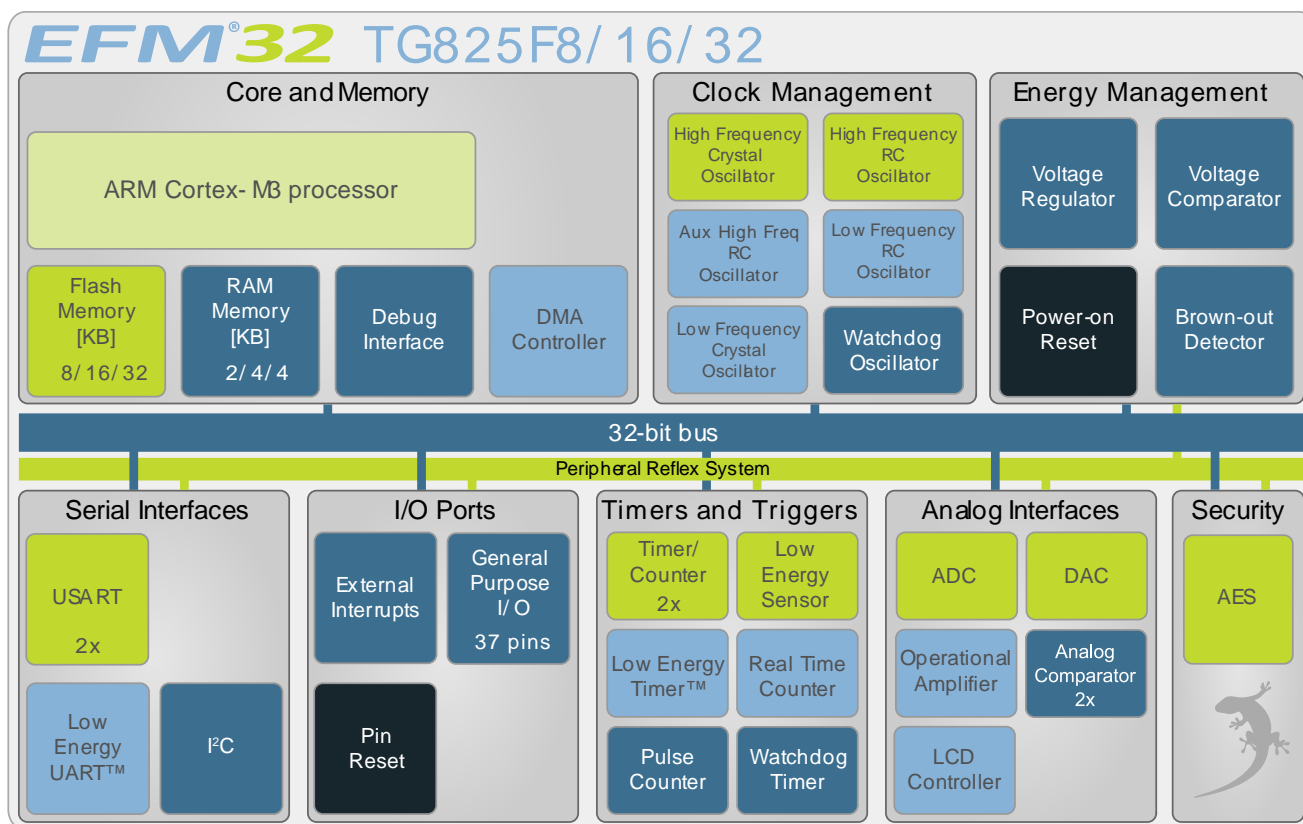 EFM®32 TG825F8/16/32
Core and Memory
ARM Cortex-M3 processor
Flash
Memory
[KB]
8/16/32
RAM
Memory
[KB]
2/4/4
Debug
Interface
DMA
Controller
Clock Management
High Frequency
Crystal
Oscillator
High Frequency
RC
Oscillator
Aux High Freq
RC
Oscillator
Low Frequency
RC
Oscillator
Low Frequency
Crystal
Oscillator
Watchdog
Oscillator
Energy Management
Voltage
Regulator
Voltage
Comparator
Power-on
Reset
Brown-out
Detector
32-bit bus
Peripheral Reflex System
Serial Interfaces
USART
2x
Low
Energy
UART™
I²C
I/O Ports
External
Interrupts
General
Purpose
I/O
37 pins
Pin
Reset
Timers and Triggers
Timer/
Counter
2x
Low
Energy
Sensor
Low Energy
Timer™
Real Time
Counter
Pulse
Counter
Watchdog
Timer
Analog Interfaces
ADC
DAC
Operational
Amplifier
Analog
Comparator
2x
LCD
Controller
Security
AES